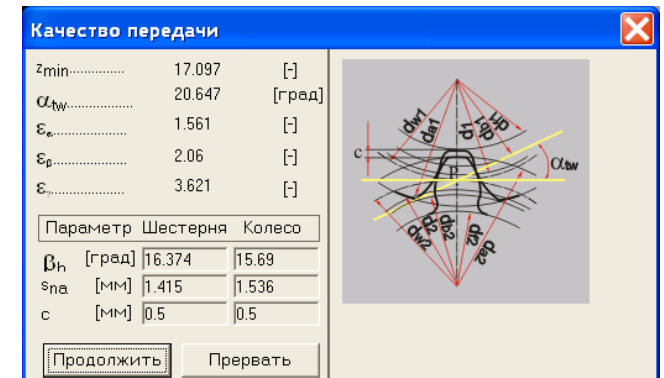 Качество передачи
zmin............... 17.097 [-]
αtw.................. 20.647 [град]
εα..................... 1.561 [-]
εβ..................... 2.06 [-]
εγ..................... 3.621 [-]
Параметр Шестерня Колесо
βh [град] 16.374 15.69
sna [мм] 1.415 1.536
c [мм] 0.5 0.5
Продолжить Прервать
dw1 da1 d1 db1 df1
c
P
αtw
dw2 d2 db2 df2 da2